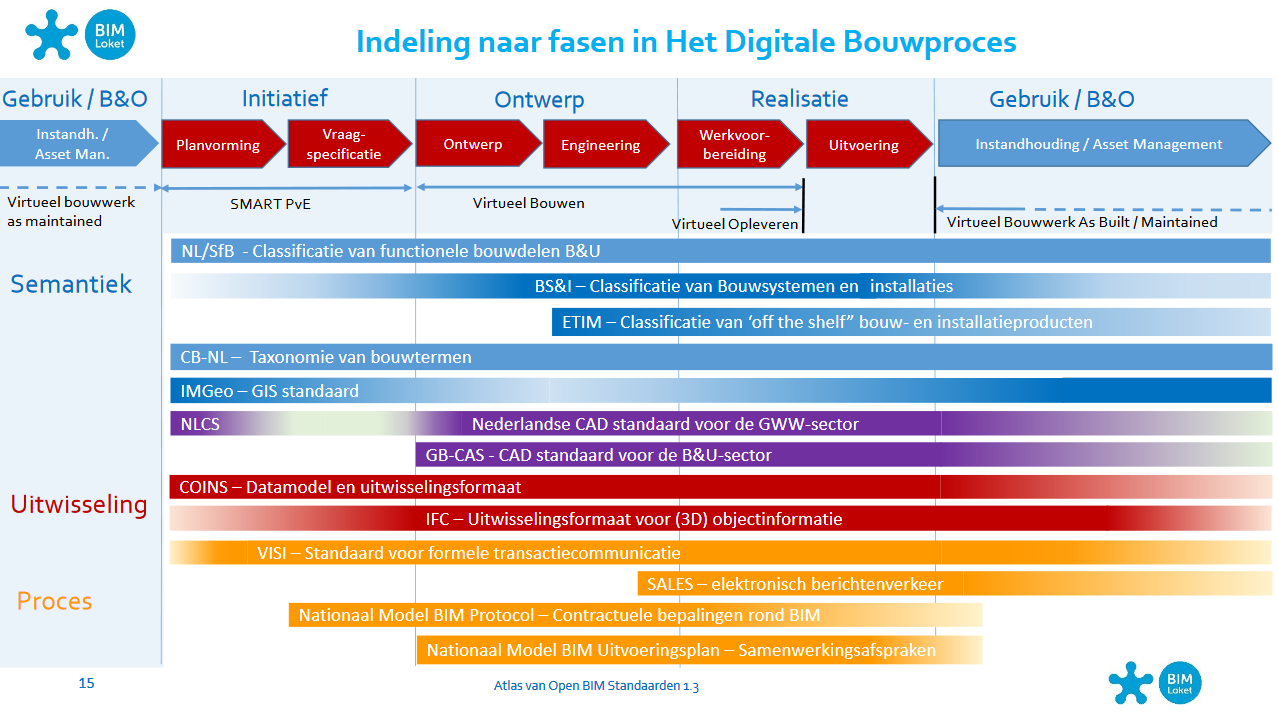 BIM
Loket
Indeling naar fasen in Het Digitale Bouwproces
Gebruik / B&O
Initiatief
Ontwerp
Realisatie
Gebruik / B&O
Instandh. /
Asset Man.
Planvorming
Vraag-
specificatie
Ontwerp
Engineering
Werkvoor-
bereiding
Uitvoering
Instandhouding / Asset Management
Virtueel bouwwerk
as maintained
SMART PvE
Virtueel Bouwen
Virtueel Opleveren
Virtueel Bouwwerk As Built / Maintained
Semantiek
NL/SfB - Classificatie van functionele bouwdelen B&U
BS&I – Classificatie van Bouwsystemen en installaties
ETIM – Classificatie van ‘off the shelf” bouw- en installatieproducten
CB-NL – Taxonomie van bouwtermen
IMGeo – GIS standaard
NLCS Nederlandse CAD standaard voor de GWW-sector
GB-CAS - CAD standaard voor de B&U-sector
Uitwisseling
COINS – Datamodel en uitwisselingsformaat
IFC – Uitwisselingsformaat voor (3D) objectinformatie
Proces
VISI – Standaard voor formele transactiecommunicatie
SALES – elektronisch berichtenverkeer
Nationaal Model BIM Protocol – Contractuele bepalingen rond BIM
Nationaal Model BIM Uitvoeringsplan – Samenwerkingsafspraken
15
Atlas van Open BIM Standaarden 1.3
BIM
Loket